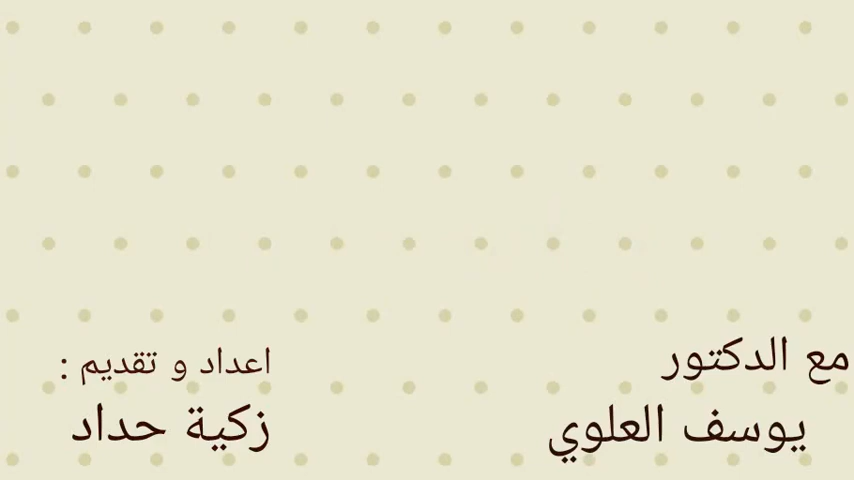 مع الدكتور
يوسف العلوي
اعداد و تقديم :
زكية حداد